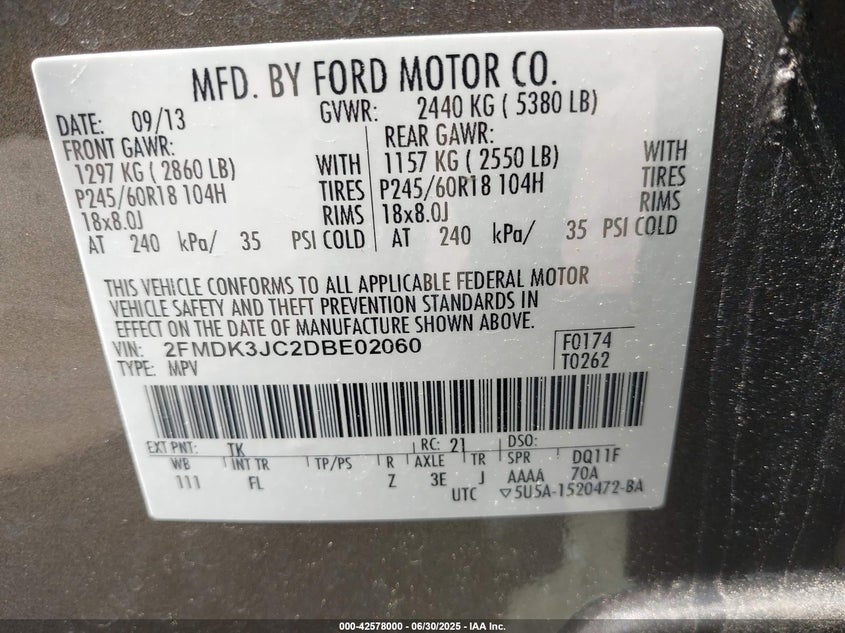 MFD. BY FORD MOTOR CO.
DATE: 09/13 GVWR: 2440 KG ( 5380 LB)
FRONT GAWR: REAR GAWR:
1297 KG ( 2860 LB) WITH 1157 KG ( 2550 LB) WITH
P245/60R18 104H TIRES P245/60R18 104H TIRES
18x8.0J RIMS 18x8.0J RIMS
AT 240 kPa/ 35 PSI COLD AT 240 kPa/ 35 PSI COLD
THIS VEHICLE CONFORMS TO ALL APPLICABLE FEDERAL MOTOR
VEHICLE SAFETY AND THEFT PREVENTION STANDARDS IN
EFFECT ON THE DATE OF MANUFACTURE SHOWN ABOVE.
VIN: 2FMDK3JC2DBE02060 F0174
TYPE: MPV T0262
EXT PNT: TK RC: 21 DSO:
WB INT TR TP/PS R AXLE TR SPR DQ11F
111 FL Z 3E J AAAA 70A
UTC ▽5U5A-1520472-BA
000-42578000 - 06/30/2025 - IAA Inc.